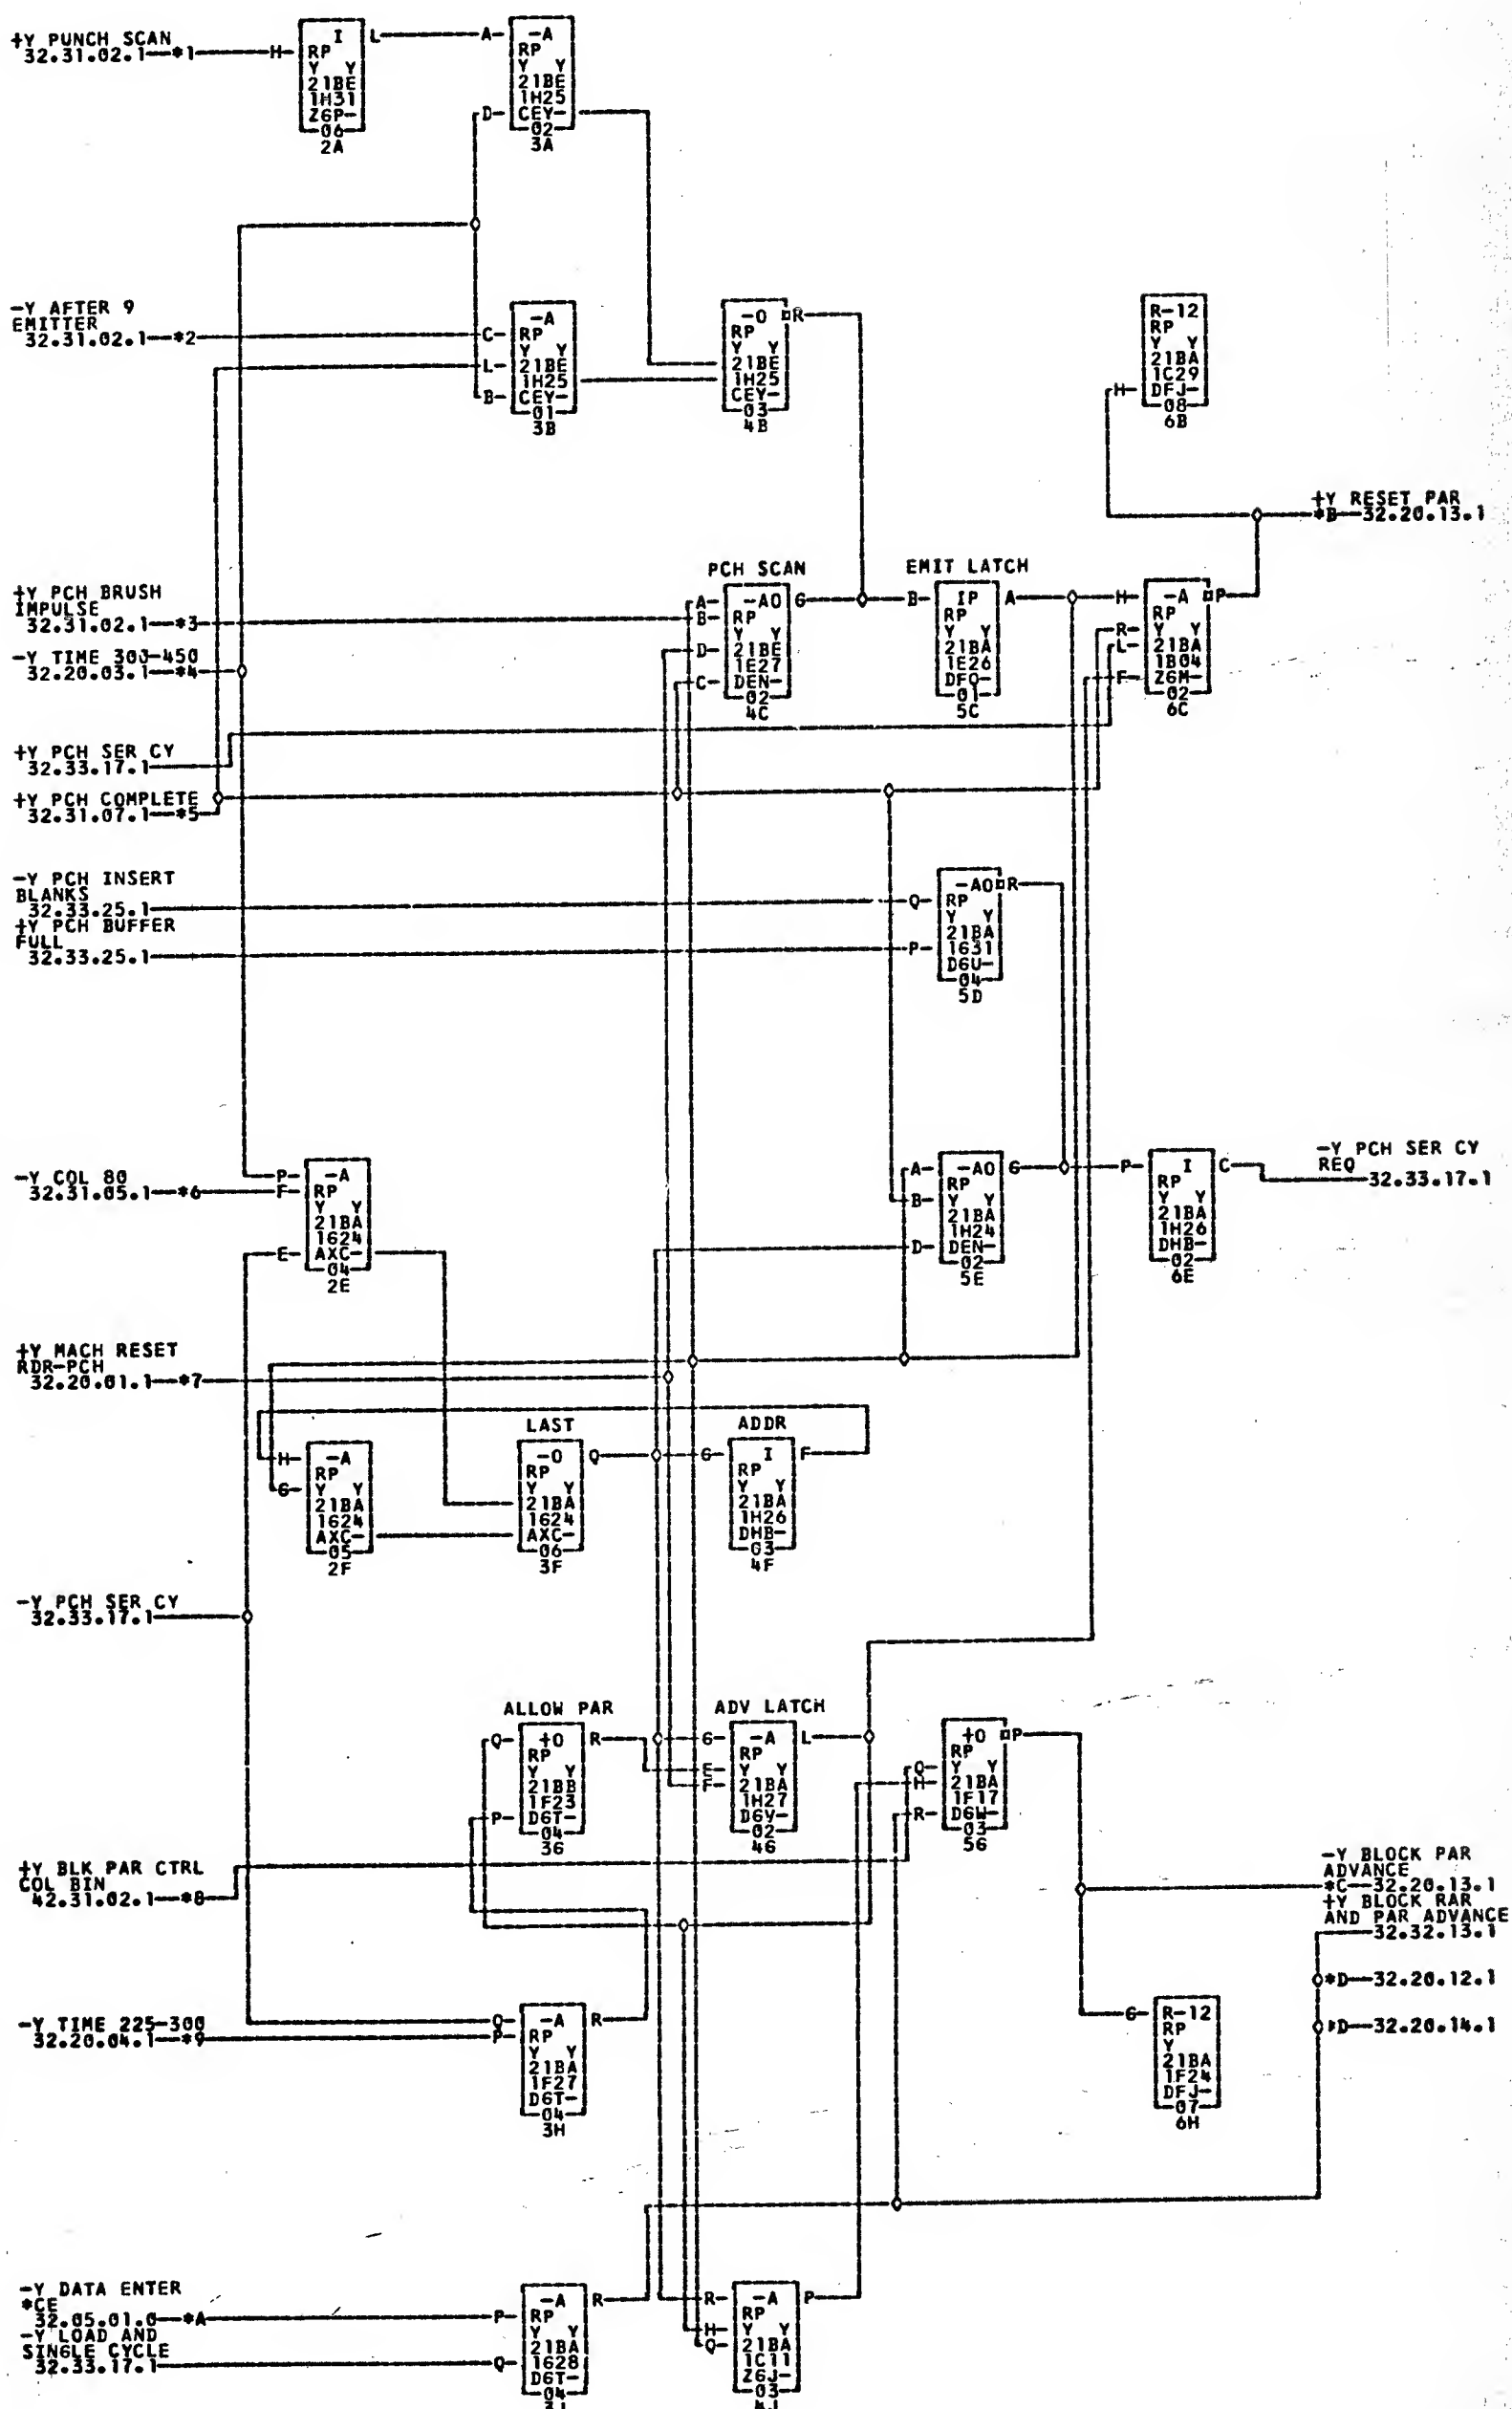 +Y PUNCH SCAN
32.31.02.1—*1
H
I
L
RP
Y Y
21BE
1H31
Z6P-
06
2A
A
-A
RP
Y Y
21BE
1H25
D
CEY-
02
3A
-Y AFTER 9
EMITTER
32.31.02.1—*2
C
L
B
-A
RP
Y Y
21BE
1H25
CEY-
01
3B
-O
R
RP
Y Y
21BE
1H25
CEY-
03
4B
R-12
RP
Y Y
21BA
1C29
H
DFJ-
08
6B
+Y RESET PAR
*B—32.20.13.1
+Y PCH BRUSH
IMPULSE
32.31.02.1—*3
-Y TIME 300-450
32.20.03.1—*4
PCH SCAN
A
B
D
C
-AO
G
RP
Y Y
21BE
1E27
DEN-
02
4C
EMIT LATCH
B
IP
A
RP
Y Y
21BA
1E26
DFQ-
01
5C
H
R
L
F
-A
P
RP
Y Y
21BA
1B04
Z6M-
02
6C
+Y PCH SER CY
32.33.17.1
+Y PCH COMPLETE
32.31.07.1—*5
-Y PCH INSERT
BLANKS
32.33.25.1
+Y PCH BUFFER
FULL
32.33.25.1
Q
P
-AO
R
RP
Y Y
21BA
1G31
D6U-
04
5D
-Y COL 80
32.31.05.1—*6
P
F
E
-A
RP
Y Y
21BA
1G24
AXC-
04
2E
A
B
D
-AO
G
RP
Y Y
21BA
1H24
DEN-
02
5E
P
I
C
RP
Y Y
21BA
1H26
DHB-
02
6E
-Y PCH SER CY
REQ
32.33.17.1
+Y MACH RESET
RDR-PCH
32.20.01.1—*7
H
G
-A
RP
Y Y
21BA
1G24
AXC-
05
2F
LAST
-O
Q
RP
Y Y
21BA
1G24
AXC-
06
3F
ADDR
G
I
F
RP
Y Y
21BA
1H26
DHB-
03
4F
-Y PCH SER CY
32.33.17.1
ALLOW PAR
Q
P
+O
R
RP
Y Y
21BB
1F23
D6T-
04
3G
ADV LATCH
G
E
F
-A
L
RP
Y Y
21BA
1H27
D6V-
02
4G
Q
H
R
+O
P
RP
Y Y
21BA
1F17
D6W-
03
5G
+Y BLK PAR CTRL
COL BIN
42.31.02.1—*8
-Y BLOCK PAR
ADVANCE
*C—32.20.13.1
+Y BLOCK RAR
AND PAR ADVANCE
32.32.13.1
*D—32.20.12.1
*D—32.20.14.1
-Y TIME 225-300
32.20.04.1—*9
Q
P
-A
R
RP
Y Y
21BA
1F27
D6T-
04
3H
G
R-12
RP
Y
21BA
1F24
DFJ-
07
6H
-Y DATA ENTER
*CE
32.05.01.0—*A
-Y LOAD AND
SINGLE CYCLE
32.33.17.1
P
Q
-A
R
RP
Y Y
21BA
1G28
D6T-
04
3J
R
H
Q
-A
P
RP
Y Y
21BA
1C11
Z6J-
03
4J